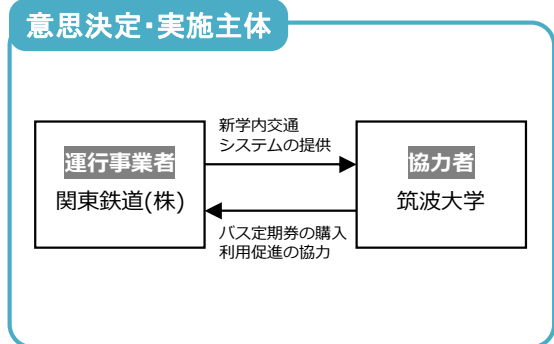 意思決定・実施主体
新学内交通
システムの提供
運行事業者
関東鉄道(株)
協力者
筑波大学
バス定期券の購入
利用促進の協力